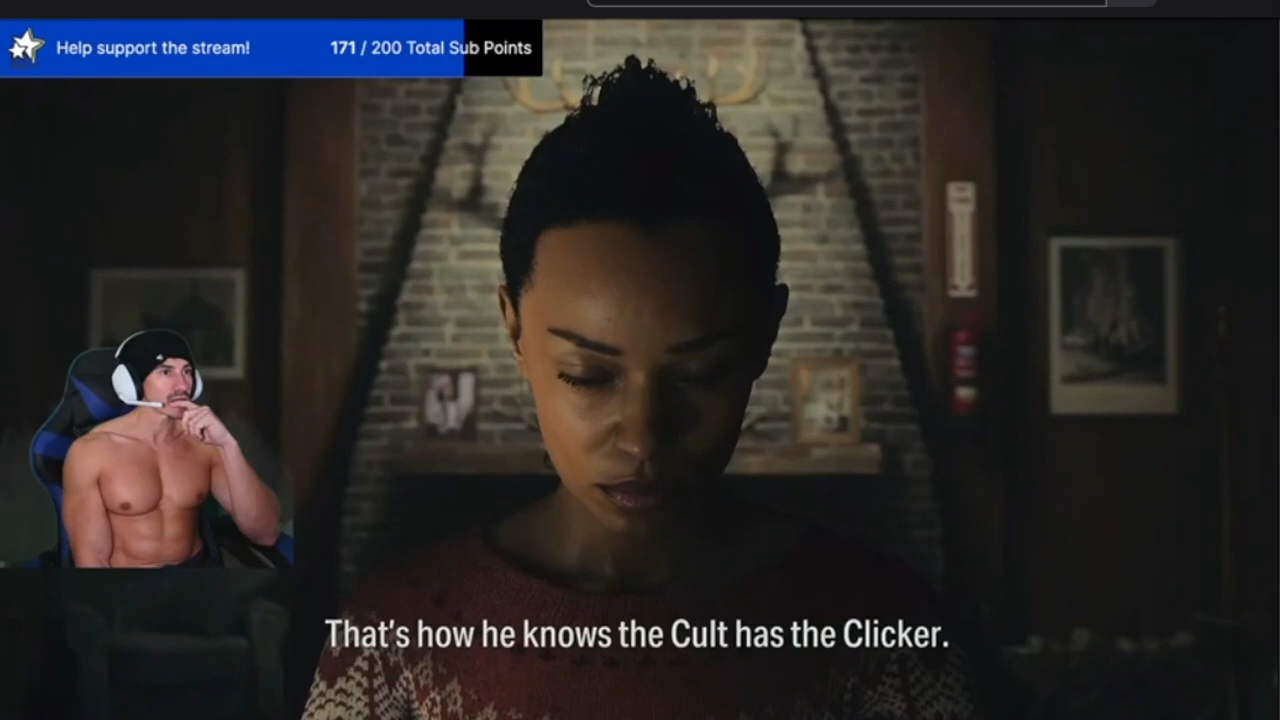 Help support the stream!
171 / 200 Total Sub Points
That's how he knows the Cult has the Clicker.